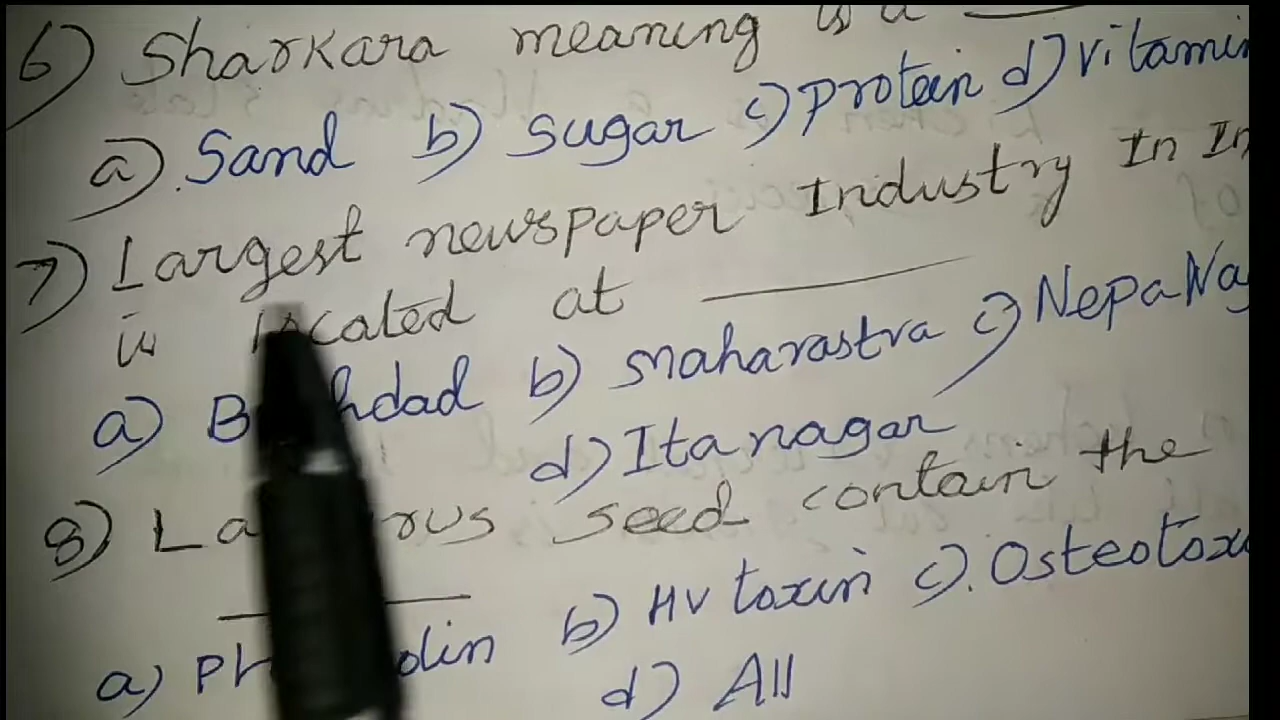 6) Sharkara meaning is a
a) Sand b) Sugar c) Protein d) Vitamin
7) Largest newspaper Industry In In
is located at
a) B hdad b) Maharastra c) NepaNag
d) Itanagar
8) La rus seed contain the
a) Ph olin b) HV toxin c) Osteotox
d) All